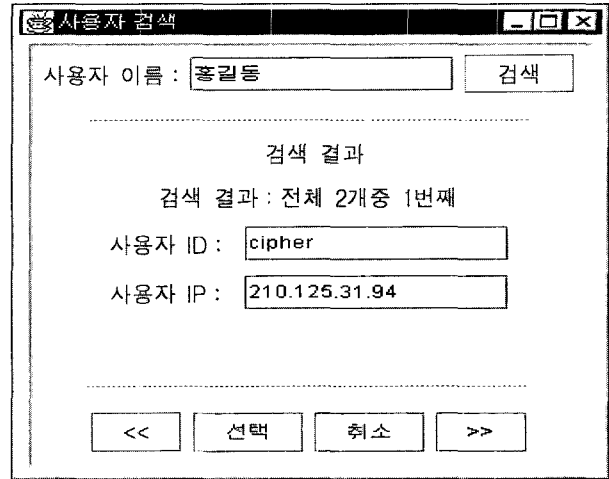 사용자 검색
사용자 이름 : 홍길동 검색
검색 결과
검색 결과 : 전체 2개중 1번째
사용자 ID : cipher
사용자 IP : 210.125.31.94
<< 선택 취소 >>